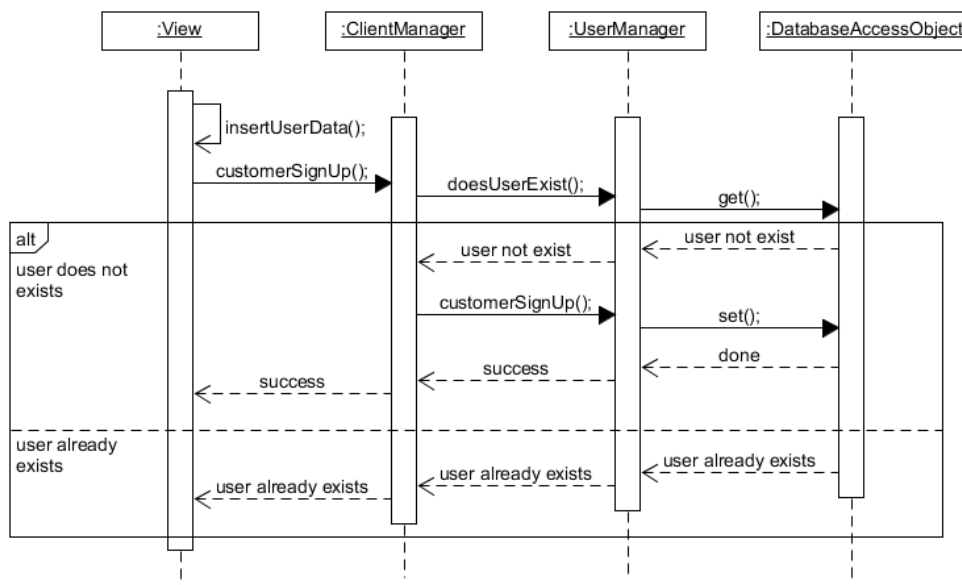 :View
:ClientManager
:UserManager
:DatabaseAccessObject
insertUserData();
customerSignUp();
doesUserExist();
get();
alt
user does not
exists
user not exist
user not exist
customerSignUp();
set();
done
success
success
user already
exists
user already exists
user already exists
user already exists